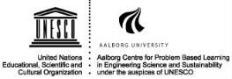 UNESCO
AALBORG UNIVERSITY
United Nations
Educational, Scientific and
Cultural Organization
Aalborg Centre for Problem Based Learning
in Engineering Science and Sustainability
under the auspices of UNESCO